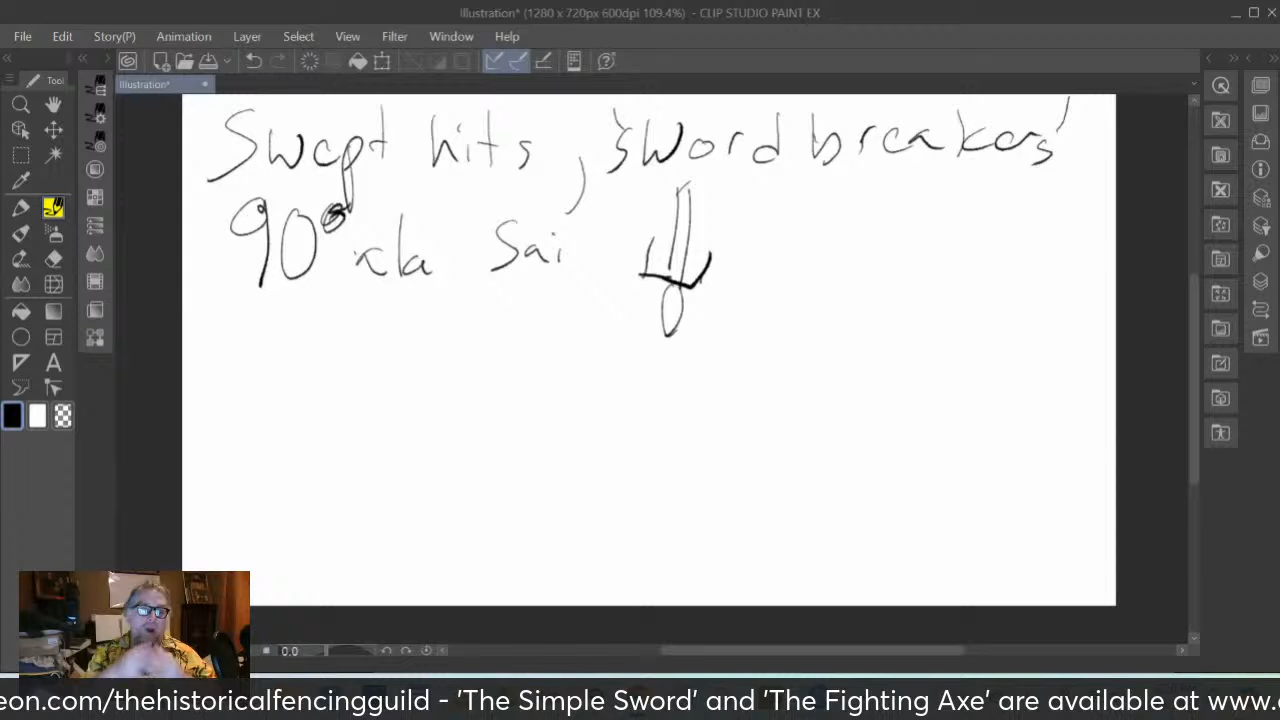 Illustration* (1280 x 720px 600dpi 109.4%) - CLIP STUDIO PAINT EX
File Edit Story(P) Animation Layer Select View Filter Window Help
Tool
Illustration*
Swept hits, 'sword breakers'
90° Sai
0.0
eon.com/thehistoricalfencingguild - 'The Simple Sword' and 'The Fighting Axe' are available at www.